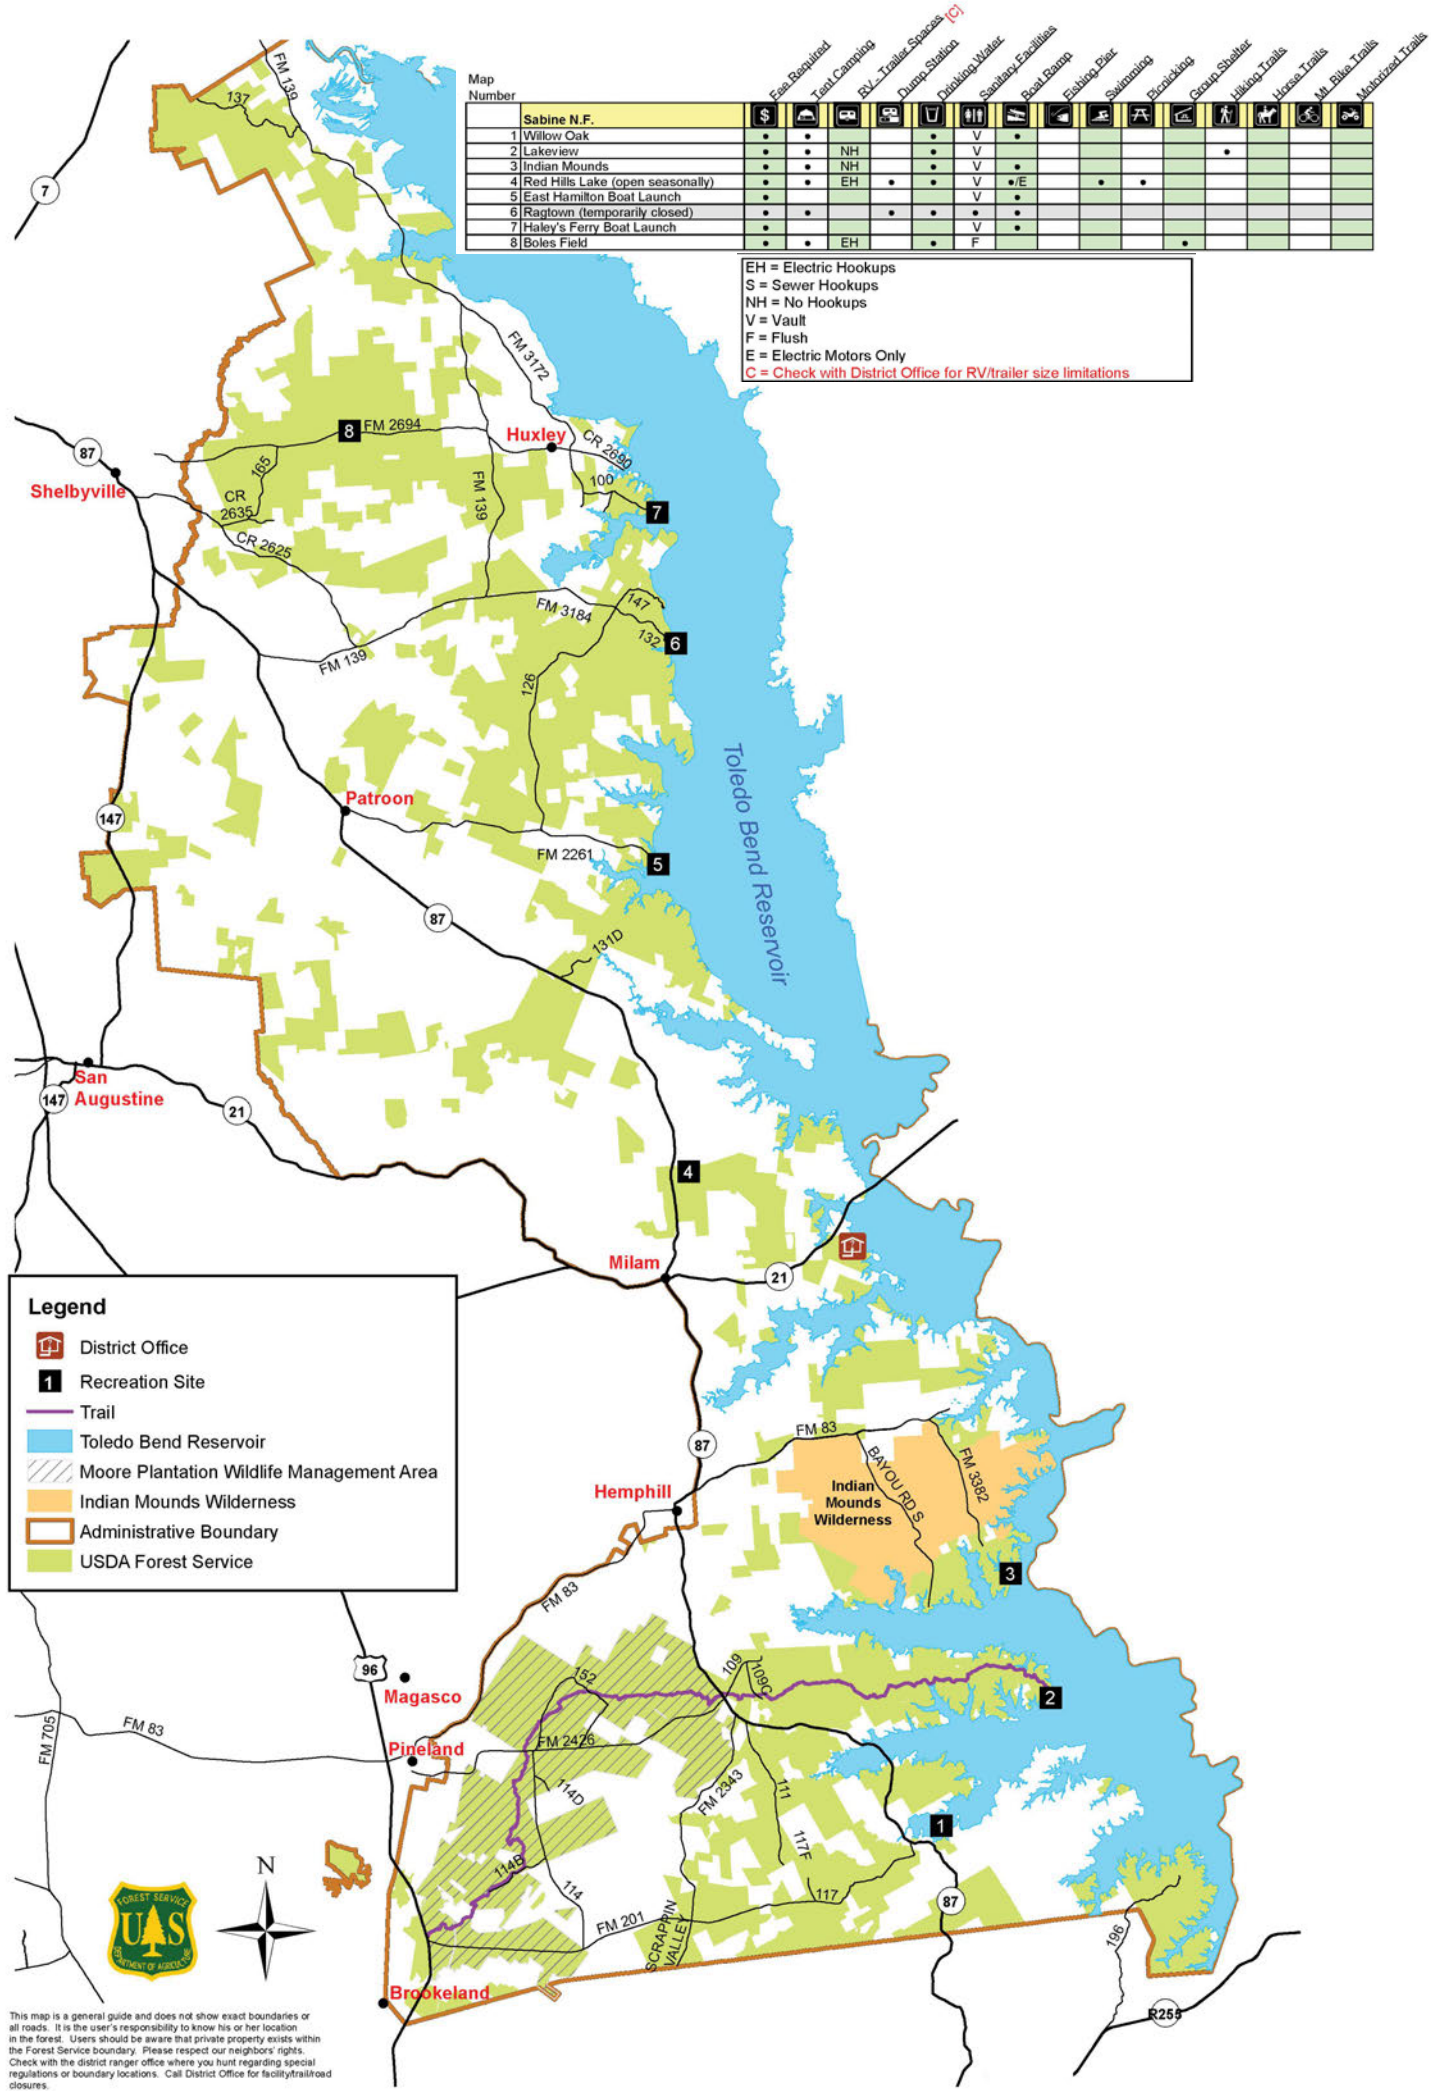 Map
Number
Fee Required
Tent Camping
RV - Trailer Spaces [C]
Dump Station
Drinking Water
Sanitary Facilities
Boat Ramp
Fishing Pier
Swimming
Picnicking
Group Shelter
Hiking Trails
Horse Trails
Mt. Bike Trails
Motorized Trails
Sabine N.F.
1 Willow Oak • • • V •
2 Lakeview • • NH • V •
3 Indian Mounds • • NH • V •
4 Red Hills Lake (open seasonally) • • EH • • V •/E • •
5 East Hamilton Boat Launch • V •
6 Ragtown (temporarily closed) • • • • • •
7 Haley's Ferry Boat Launch • V •
8 Boles Field • • EH • F •
EH = Electric Hookups
S = Sewer Hookups
NH = No Hookups
V = Vault
F = Flush
E = Electric Motors Only
C = Check with District Office for RV/trailer size limitations
FM 139
137
7
FM 3172
8
FM 2694
Huxley
CR 2690
87
165
100
Shelbyville
CR
2635
FM 139
7
CR 2625
FM 3184
147
132
6
FM 139
126
Toledo Bend Reservoir
Patroon
147
FM 2261
5
87
131D
San
Augustine
147
21
4
Milam
21
87
FM 83
BAYOU RD S
FM 3382
Indian
Mounds
Wilderness
Hemphill
3
FM 83
Legend
District Office
1 Recreation Site
Trail
Toledo Bend Reservoir
Moore Plantation Wildlife Management Area
Indian Mounds Wilderness
Administrative Boundary
USDA Forest Service
96
Magasco
152
109
109C
2
FM 705
FM 83
Pineland
FM 2426
114D
FM 2343
111
1
117F
114B
114
117
87
FM 201
SCRAPPIN
VALLEY
196
R255
Brookeland
N
FOREST SERVICE
U S
DEPARTMENT OF AGRICULTURE
This map is a general guide and does not show exact boundaries or
all roads. It is the user's responsibility to know his or her location
in the forest. Users should be aware that private property exists within
the Forest Service boundary. Please respect our neighbors' rights.
Check with the district ranger office where you hunt regarding special
regulations or boundary locations. Call District Office for facility/trail/road
closures.